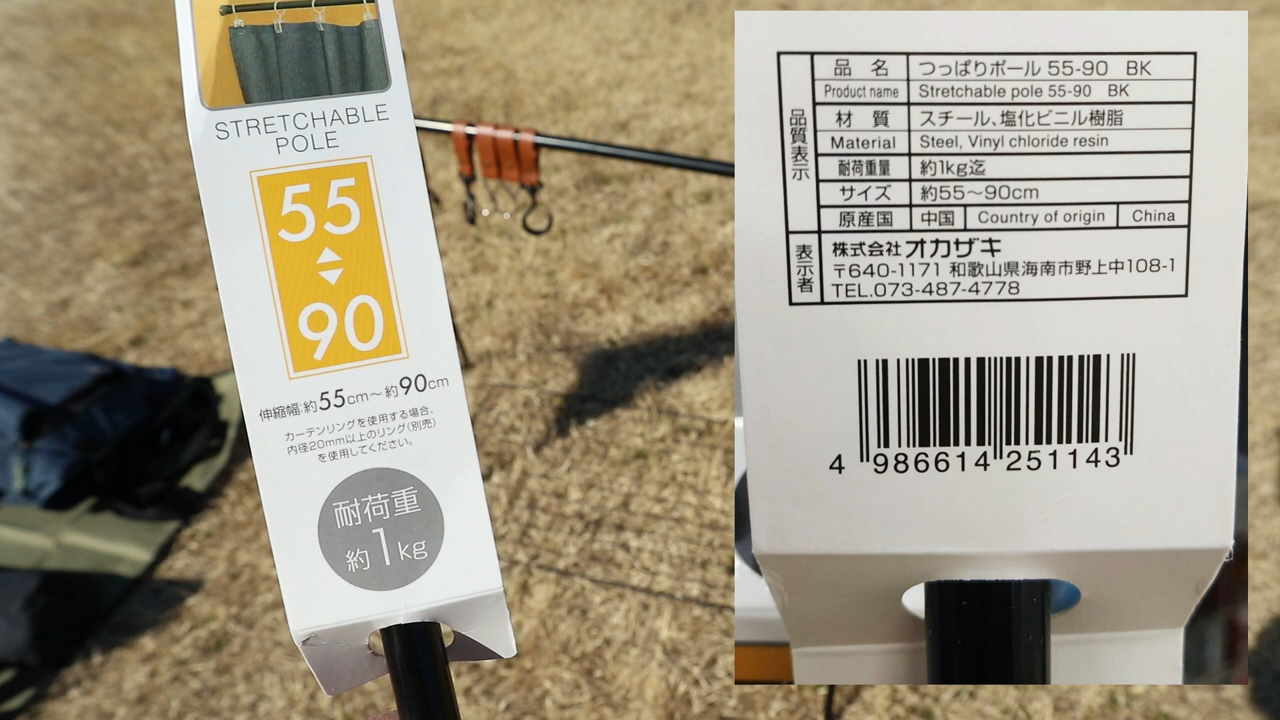 STRETCHABLE
POLE
55
90
伸縮幅:約55cm～約90cm
カーテンリングを使用する場合、
内径20mm以上のリング(別売)
を使用してください。
耐荷重
約1kg
品質表示
品 名 つっぱりポール 55-90 BK
Product name Stretchable pole 55-90 BK
材 質 スチール、塩化ビニル樹脂
Material Steel, Vinyl chloride resin
耐荷重量 約1kg迄
サイズ 約55～90cm
原産国 中国 Country of origin China
表示者
株式会社オカザキ
〒640-1171 和歌山県海南市野上中108-1
TEL.073-487-4778
4 986614 251143